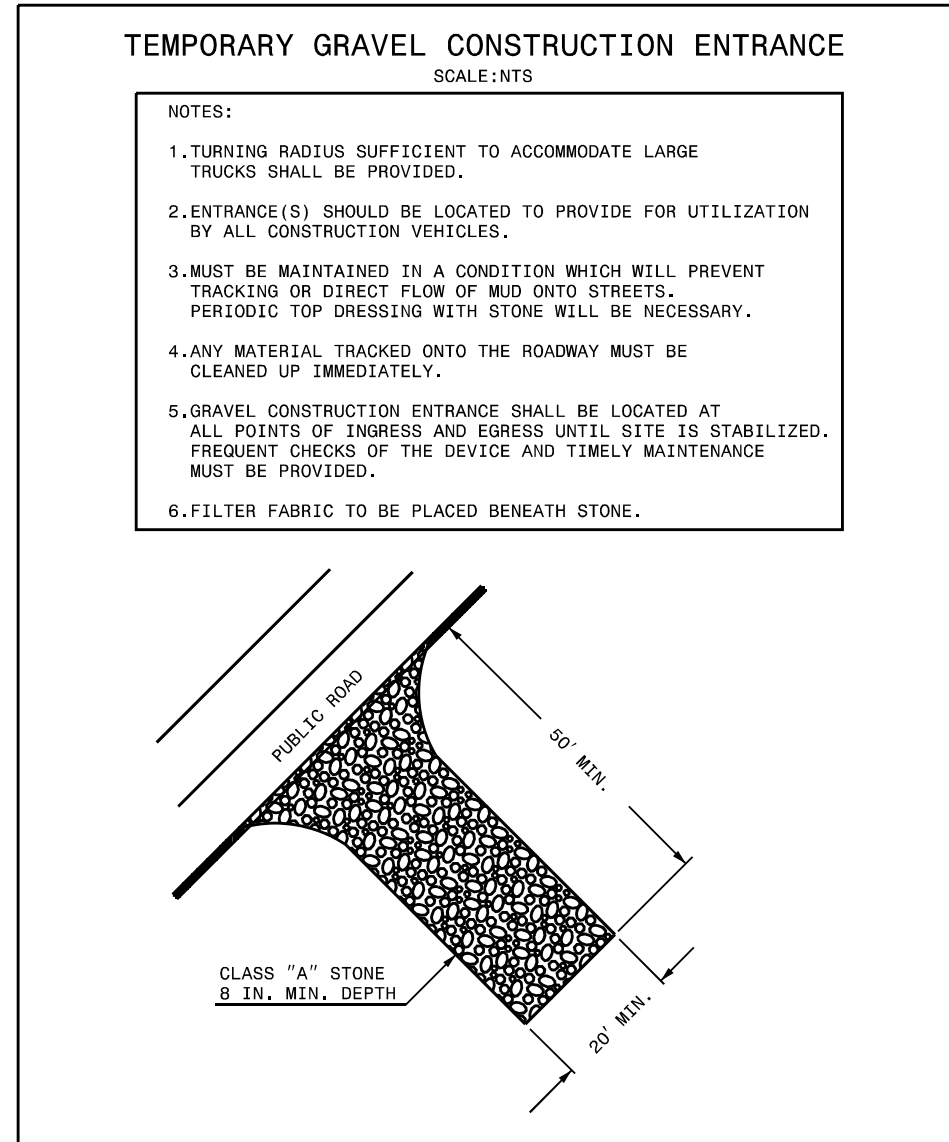 TEMPORARY GRAVEL CONSTRUCTION ENTRANCE
SCALE:NTS
NOTES:
1.TURNING RADIUS SUFFICIENT TO ACCOMMODATE LARGE
TRUCKS SHALL BE PROVIDED.
2.ENTRANCE(S) SHOULD BE LOCATED TO PROVIDE FOR UTILIZATION
BY ALL CONSTRUCTION VEHICLES.
3.MUST BE MAINTAINED IN A CONDITION WHICH WILL PREVENT
TRACKING OR DIRECT FLOW OF MUD ONTO STREETS.
PERIODIC TOP DRESSING WITH STONE WILL BE NECESSARY.
4.ANY MATERIAL TRACKED ONTO THE ROADWAY MUST BE
CLEANED UP IMMEDIATELY.
5.GRAVEL CONSTRUCTION ENTRANCE SHALL BE LOCATED AT
ALL POINTS OF INGRESS AND EGRESS UNTIL SITE IS STABILIZED.
FREQUENT CHECKS OF THE DEVICE AND TIMELY MAINTENANCE
MUST BE PROVIDED.
6.FILTER FABRIC TO BE PLACED BENEATH STONE.
PUBLIC ROAD
50' MIN.
CLASS "A" STONE
8 IN. MIN. DEPTH
20' MIN.